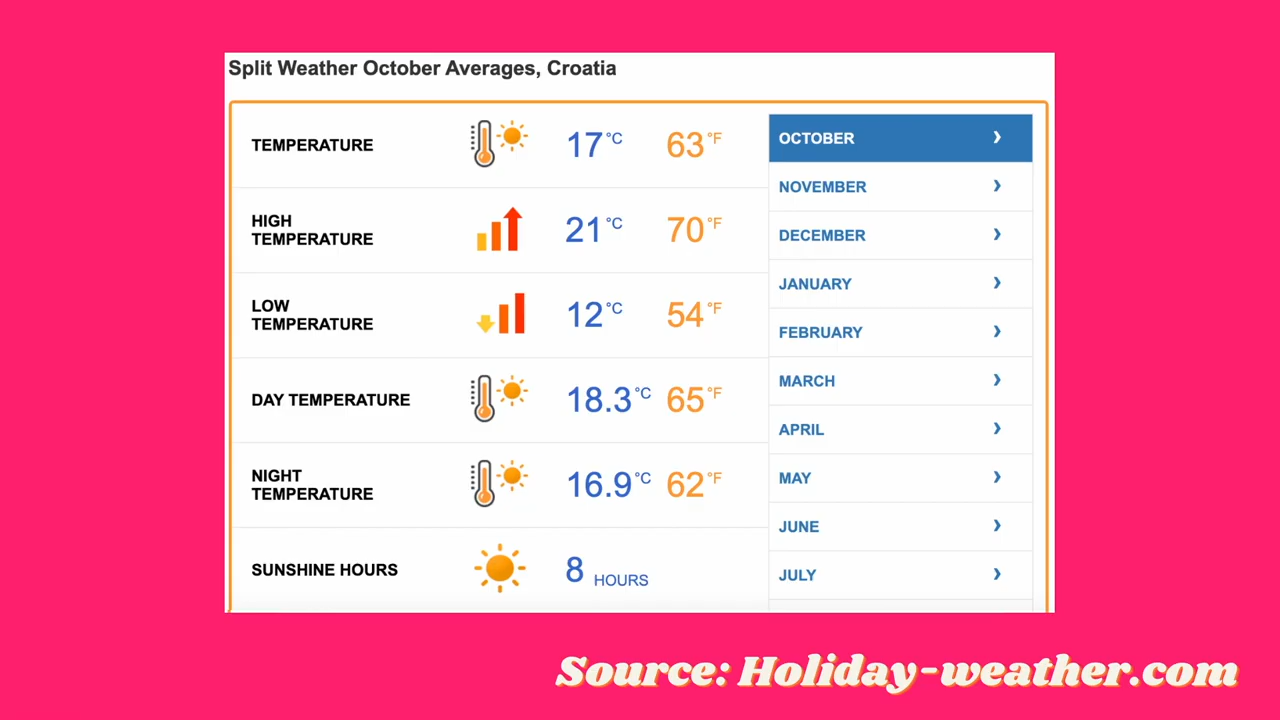 Split Weather October Averages, Croatia
TEMPERATURE 17°C 63°F
HIGH
TEMPERATURE 21°C 70°F
LOW
TEMPERATURE 12°C 54°F
DAY TEMPERATURE 18.3°C 65°F
NIGHT
TEMPERATURE 16.9°C 62°F
SUNSHINE HOURS 8 HOURS
OCTOBER
NOVEMBER
DECEMBER
JANUARY
FEBRUARY
MARCH
APRIL
MAY
JUNE
JULY
Source: Holiday-weather.com